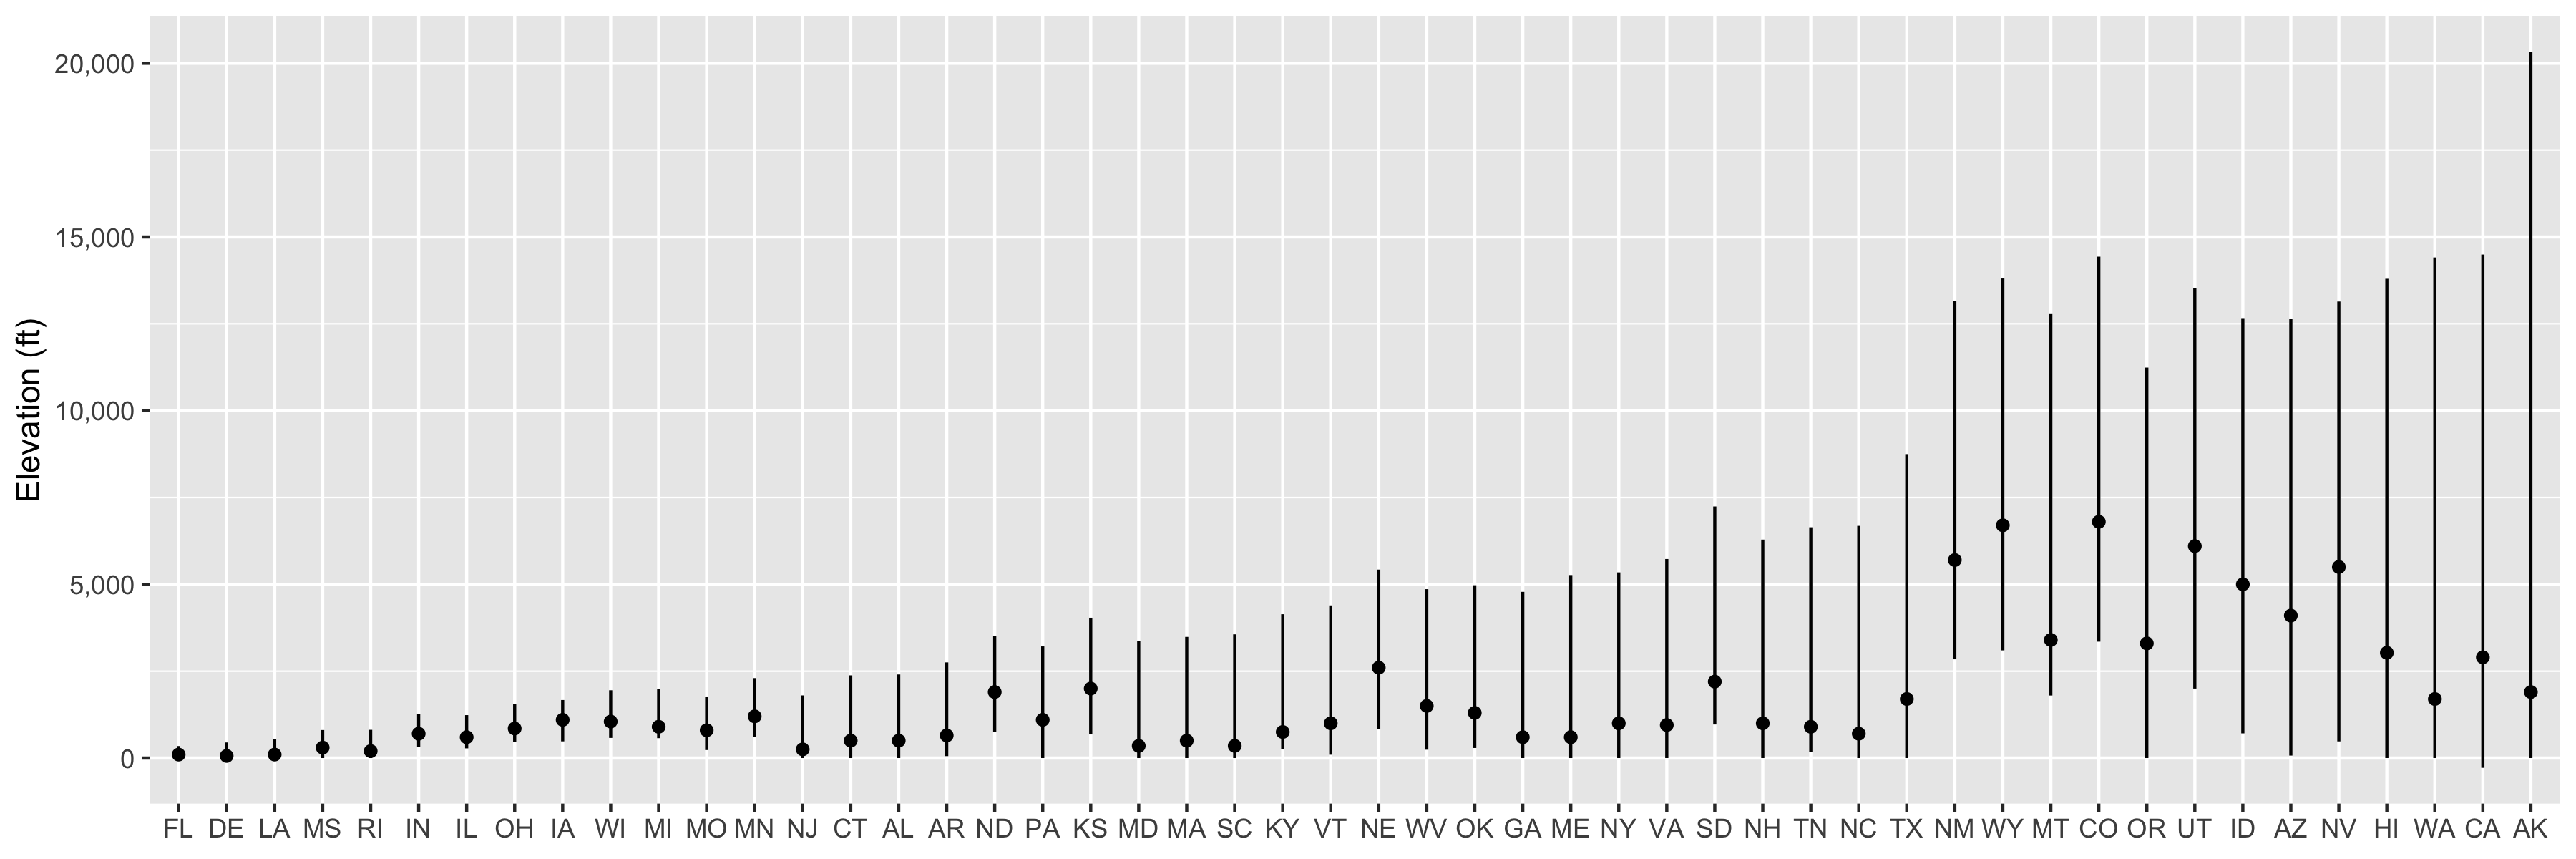 Elevation (ft)
20,000
15,000
10,000
5,000
0
FL DE LA MS RI IN IL OH IA WI MI MO MN NJ CT AL AR ND PA KS MD MA SC KY VT NE WV OK GA ME NY VA SD NH TN NC TX NM WY MT CO OR UT ID AZ NV HI WA CA AK